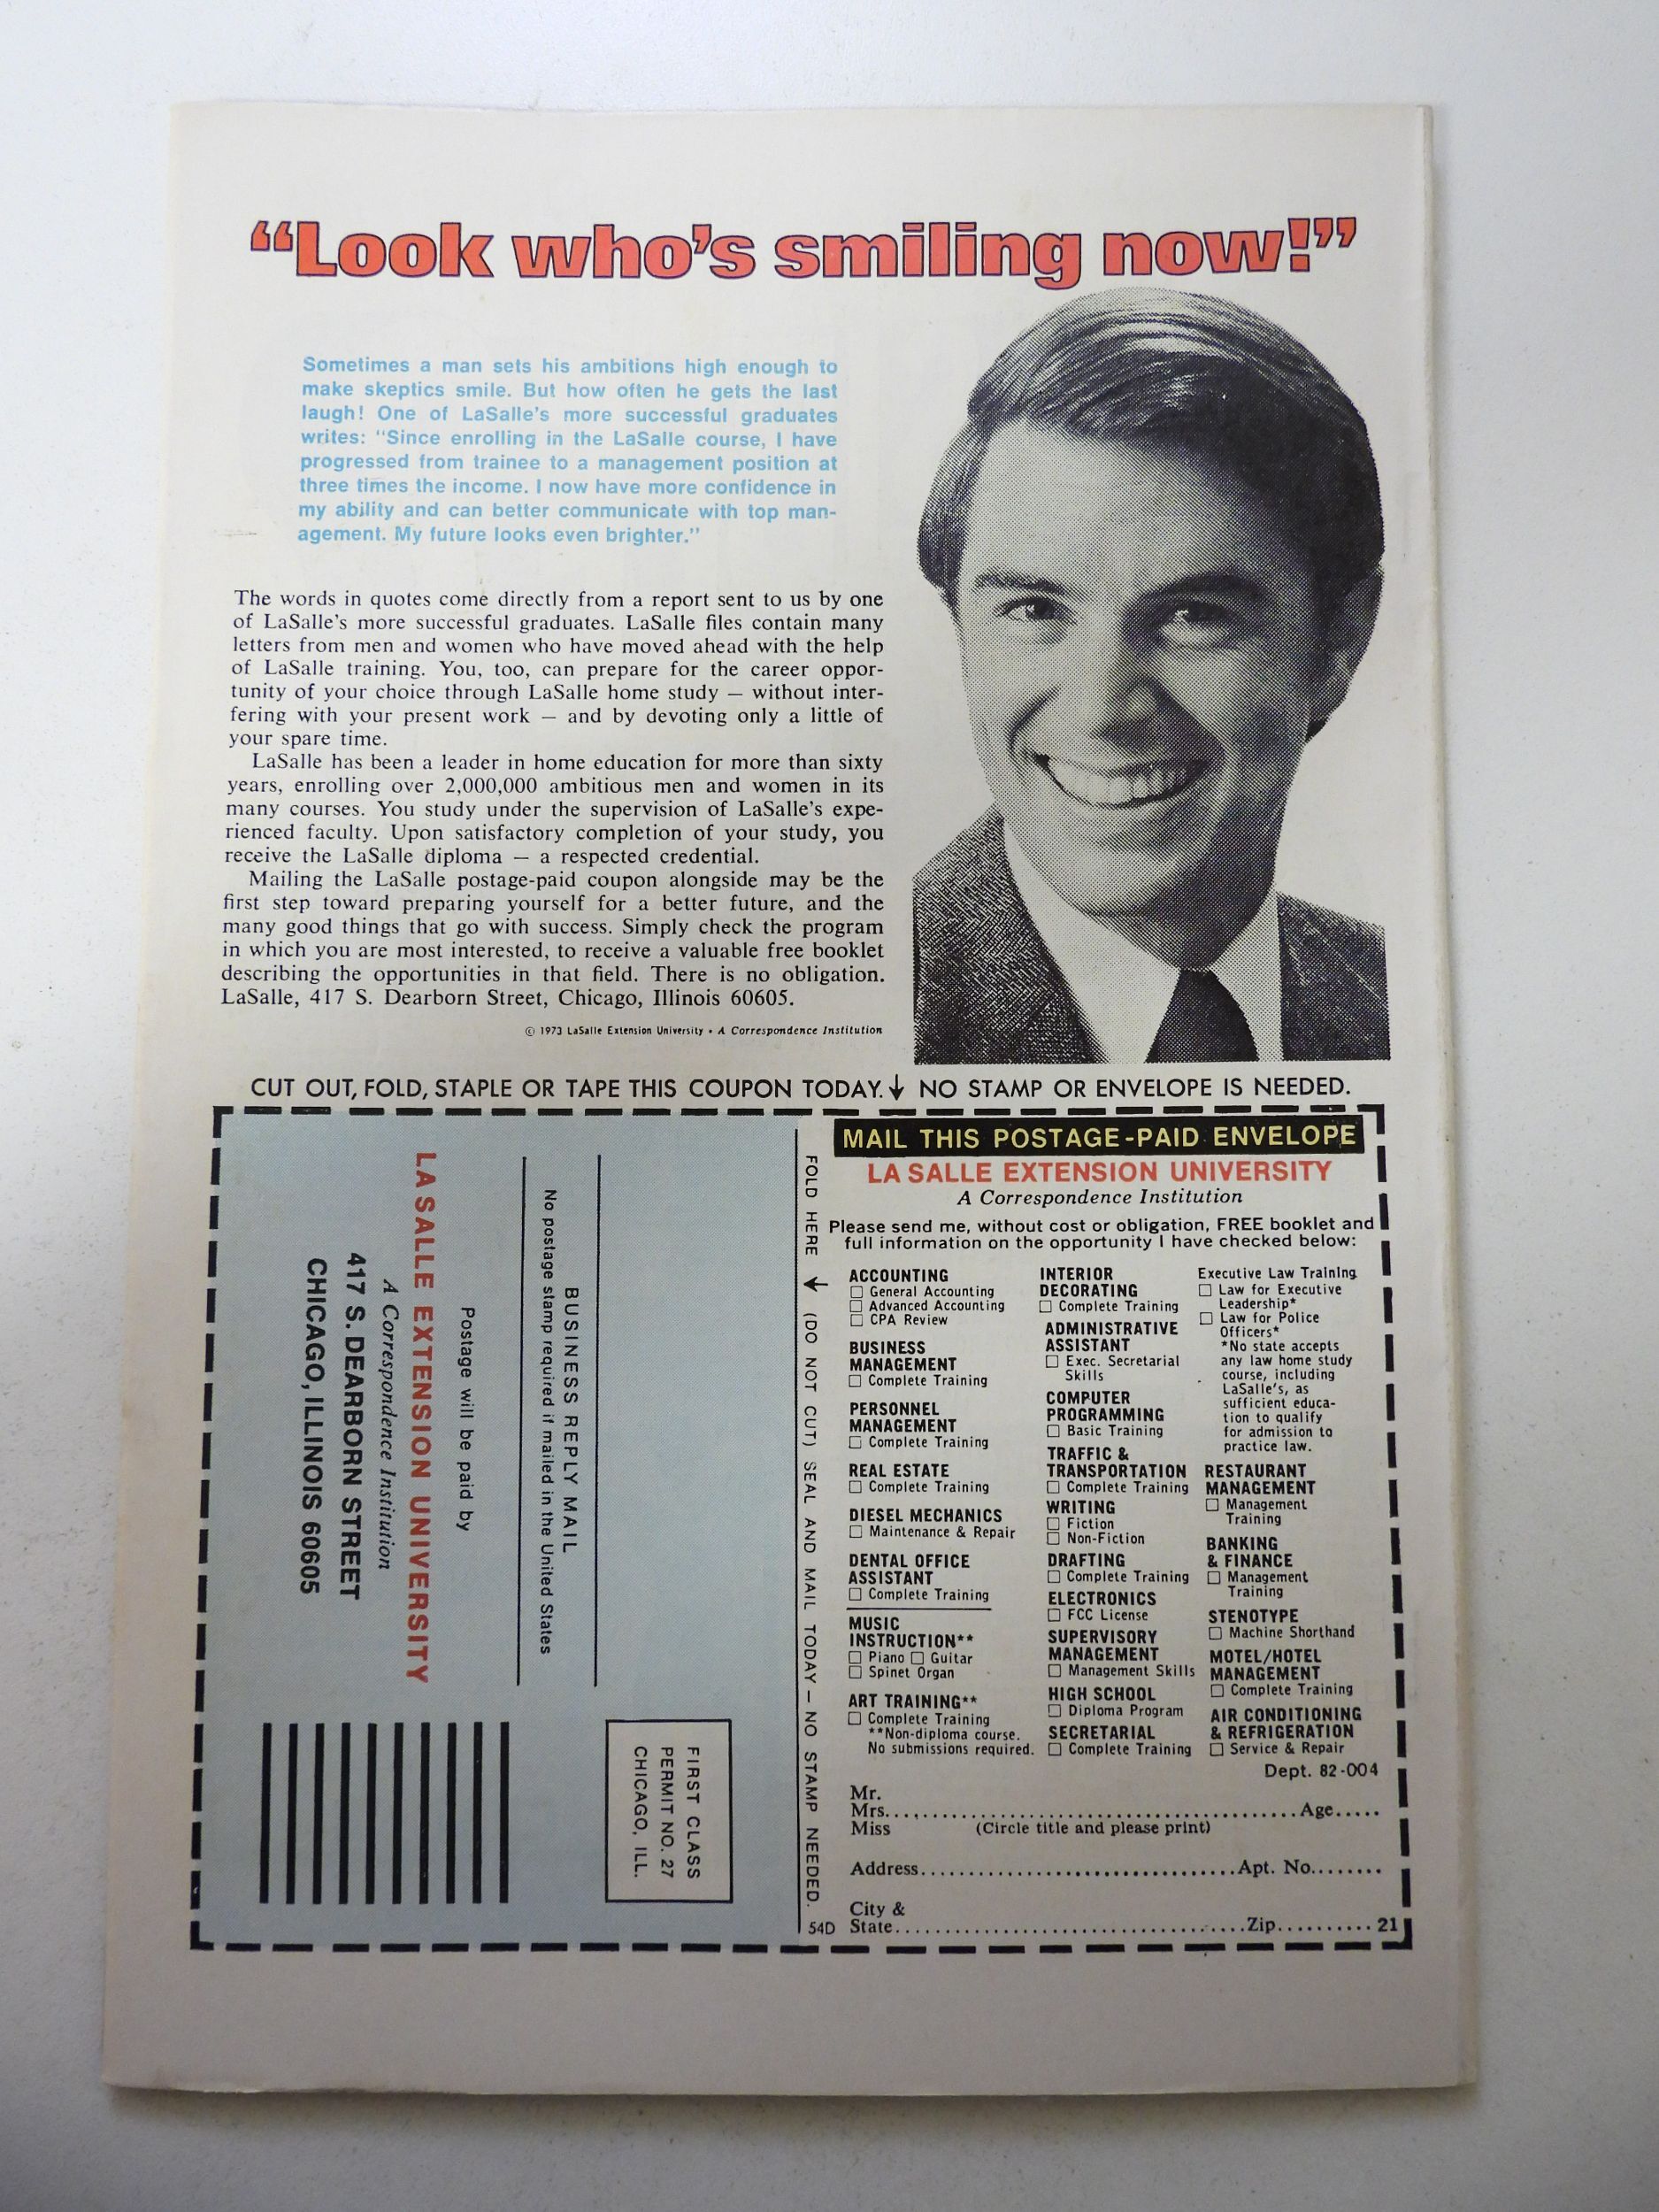 “Look who’s smiling now!”
Sometimes a man sets his ambitions high enough to
make skeptics smile. But how often he gets the last
laugh! One of LaSalle’s more successful graduates
writes: “Since enrolling in the LaSalle course, I have
progressed from trainee to a management position at
three times the income. I now have more confidence in
my ability and can better communicate with top man-
agement. My future looks even brighter.”
The words in quotes come directly from a report sent to us by one
of LaSalle’s more successful graduates. LaSalle files contain many
letters from men and women who have moved ahead with the help
of LaSalle training. You, too, can prepare for the career oppor-
tunity of your choice through LaSalle home study — without inter-
fering with your present work — and by devoting only a little of
your spare time.
LaSalle has been a leader in home education for more than sixty
years, enrolling over 2,000,000 ambitious men and women in its
many courses. You study under the supervision of LaSalle’s expe-
rienced faculty. Upon satisfactory completion of your study, you
receive the LaSalle diploma — a respected credential.
Mailing the LaSalle postage-paid coupon alongside may be the
first step toward preparing yourself for a better future, and the
many good things that go with success. Simply check the program
in which you are most interested, to receive a valuable free booklet
describing the opportunities in that field. There is no obligation.
LaSalle, 417 S. Dearborn Street, Chicago, Illinois 60605.
© 1973 LaSalle Extension University • A Correspondence Institution
CUT OUT, FOLD, STAPLE OR TAPE THIS COUPON TODAY. ↓ NO STAMP OR ENVELOPE IS NEEDED.
BUSINESS REPLY MAIL
No postage stamp required if mailed in the United States
Postage will be paid by
LA SALLE EXTENSION UNIVERSITY
A Correspondence Institution
417 S. DEARBORN STREET
CHICAGO, ILLINOIS 60605
FIRST CLASS
PERMIT NO. 27
CHICAGO, ILL.
FOLD HERE ↓ (DO NOT CUT) SEAL AND MAIL TODAY — NO STAMP NEEDED.
54D
MAIL THIS POSTAGE-PAID ENVELOPE
LA SALLE EXTENSION UNIVERSITY
A Correspondence Institution
Please send me, without cost or obligation, FREE booklet and
full information on the opportunity I have checked below:
ACCOUNTING
☐ General Accounting
☐ Advanced Accounting
☐ CPA Review
BUSINESS
MANAGEMENT
☐ Complete Training
PERSONNEL
MANAGEMENT
☐ Complete Training
REAL ESTATE
☐ Complete Training
DIESEL MECHANICS
☐ Maintenance & Repair
DENTAL OFFICE
ASSISTANT
☐ Complete Training
MUSIC
INSTRUCTION**
☐ Piano ☐ Guitar
☐ Spinet Organ
ART TRAINING**
☐ Complete Training
**Non-diploma course.
No submissions required.
INTERIOR
DECORATING
☐ Complete Training
ADMINISTRATIVE
ASSISTANT
☐ Exec. Secretarial
Skills
COMPUTER
PROGRAMMING
☐ Basic Training
TRAFFIC &
TRANSPORTATION
☐ Complete Training
WRITING
☐ Fiction
☐ Non-Fiction
DRAFTING
☐ Complete Training
ELECTRONICS
☐ FCC License
SUPERVISORY
MANAGEMENT
☐ Management Skills
HIGH SCHOOL
☐ Diploma Program
SECRETARIAL
☐ Complete Training
Executive Law Training
☐ Law for Executive
Leadership*
☐ Law for Police
Officers*
*No state accepts
any law home study
course, including
LaSalle’s, as
sufficient educa-
tion to qualify
for admission to
practice law.
RESTAURANT
MANAGEMENT
☐ Management
Training
BANKING
& FINANCE
☐ Management
Training
STENOTYPE
☐ Machine Shorthand
MOTEL/HOTEL
MANAGEMENT
☐ Complete Training
AIR CONDITIONING
& REFRIGERATION
☐ Service & Repair
Dept. 82-004
Mr.
Mrs. Age
Miss (Circle title and please print)
Address Apt. No.
City &
State Zip 21